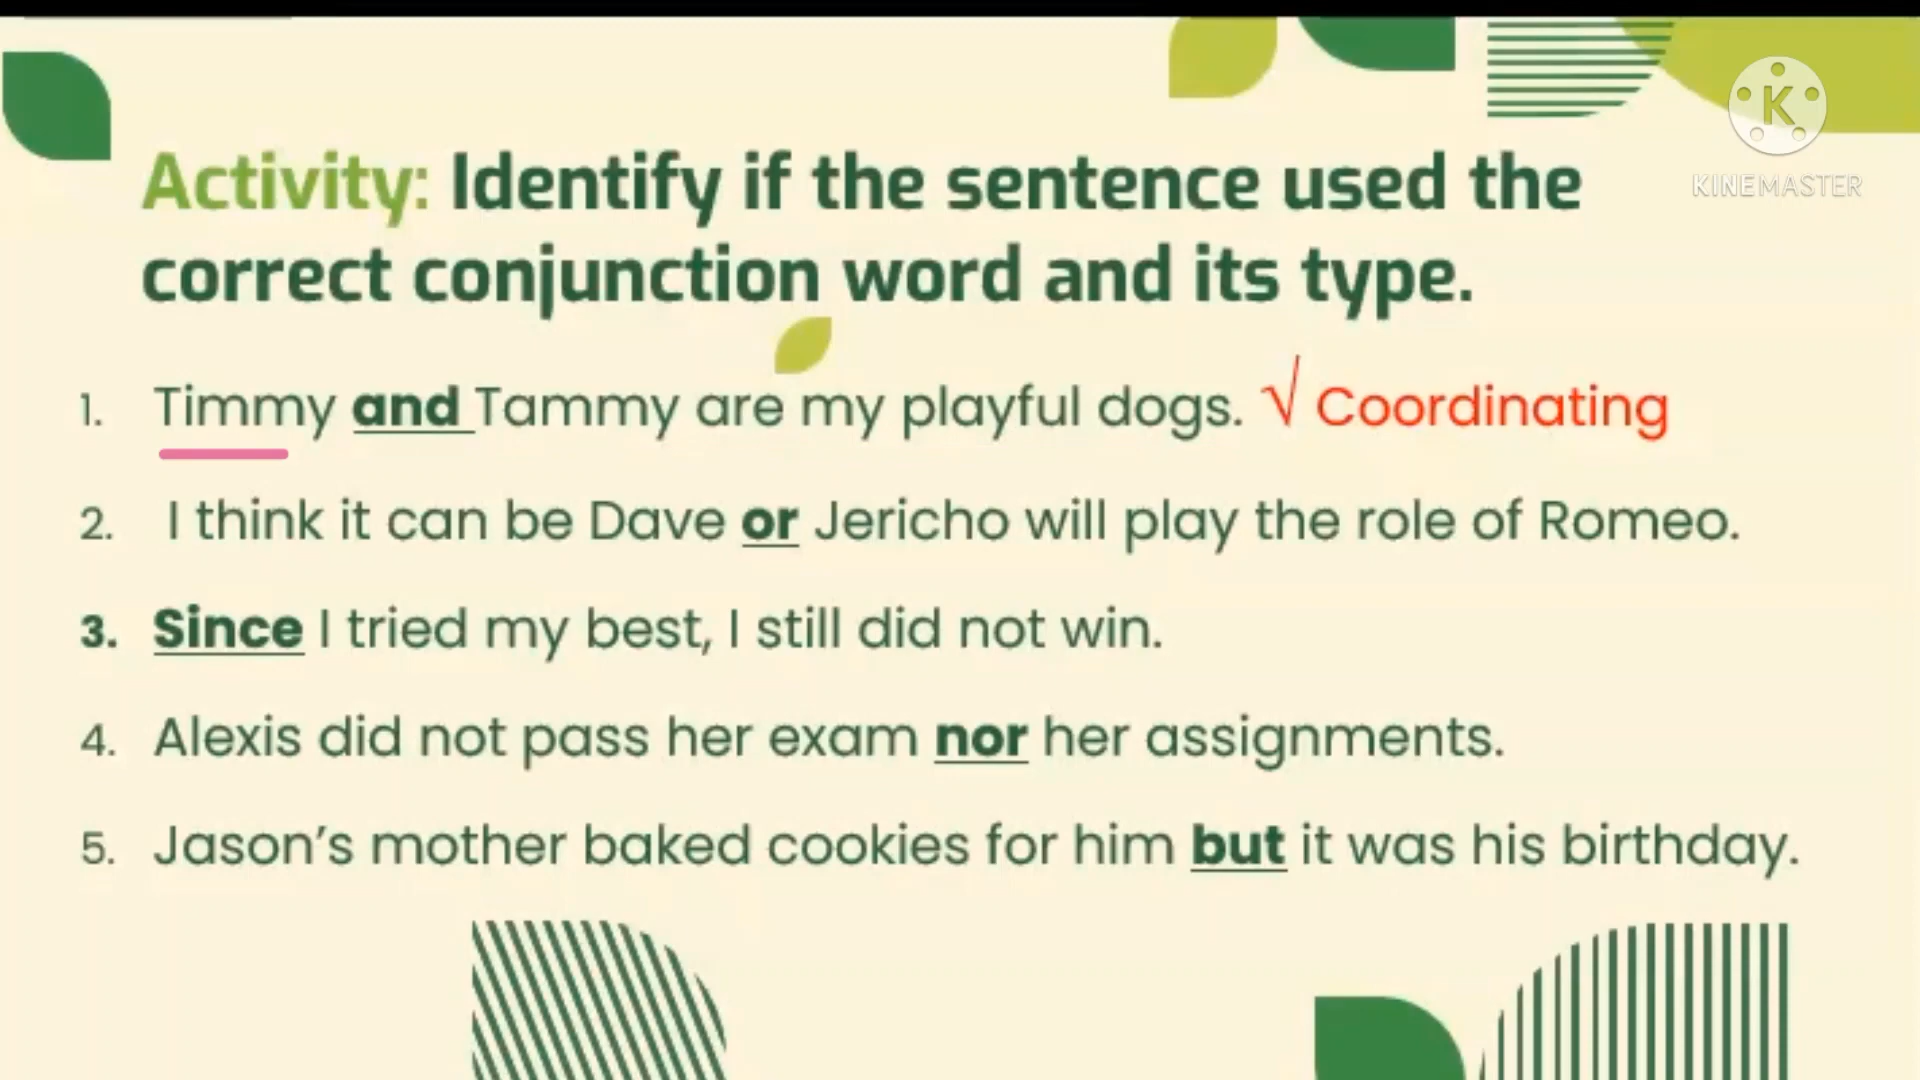 K
KINEMASTER
Activity: Identify if the sentence used the
correct conjunction word and its type.
1. Timmy and Tammy are my playful dogs. √ Coordinating
2. I think it can be Dave or Jericho will play the role of Romeo.
3. Since I tried my best, I still did not win.
4. Alexis did not pass her exam nor her assignments.
5. Jason’s mother baked cookies for him but it was his birthday.